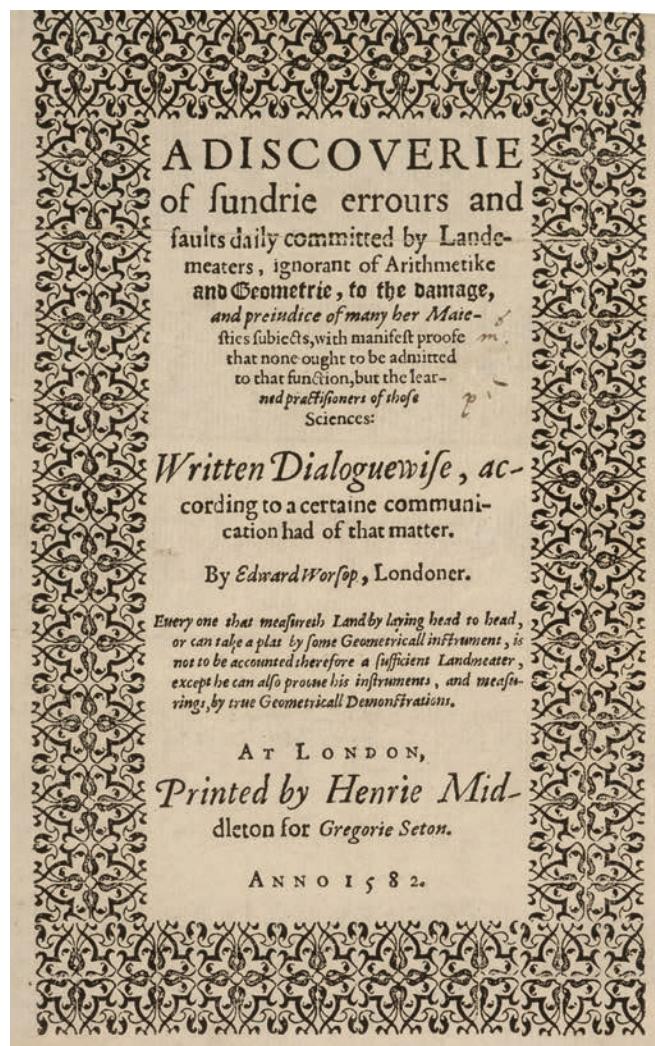 A DISCOVERIE
of ſundrie errours and
faults daily committed by Lande-
meaters, ignorant of Arithmetike
and Geometrie, to the damage,
and preiudice of many her Maie-
ſties ſubiects, with manifeſt proofe
that none ought to be admitted
to that function, but the lear-
ned practiſioners of thoſe
Sciences:
Written Dialoguewiſe, ac-
cording to a certaine communi-
cation had of that matter.
By Edward Worſop, Londoner.
Euery one that meaſureth Land by laying head to head,
or can take a plat by ſome Geometricall inſtrument, is
not to be accounted therefore a ſufficient Landmeater,
except he can alſo prooue his inſtruments, and meaſu-
rings, by true Geometricall Demonſtrations.
AT LONDON,
Printed by Henrie Mid-
dleton for Gregorie Seton.
ANNO 1582.